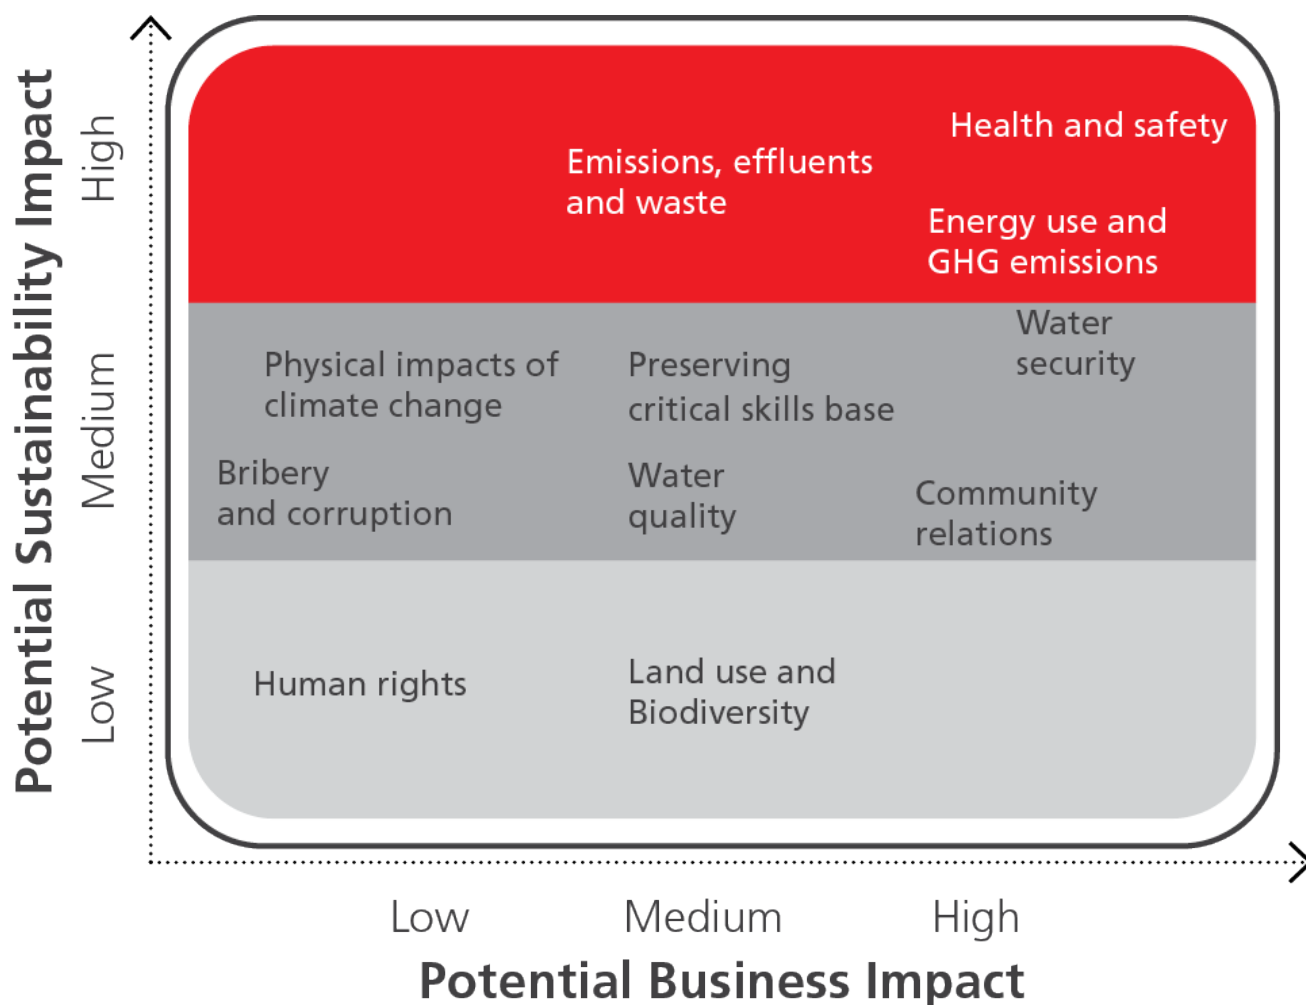 Potential Sustainability Impact
High
Medium
Low
Health and safety
Emissions, effluents
and waste
Energy use and
GHG emissions
Water
security
Physical impacts of
climate change
Preserving
critical skills base
Bribery
and corruption
Water
quality
Community
relations
Human rights
Land use and
Biodiversity
Low
Medium
High
Potential Business Impact